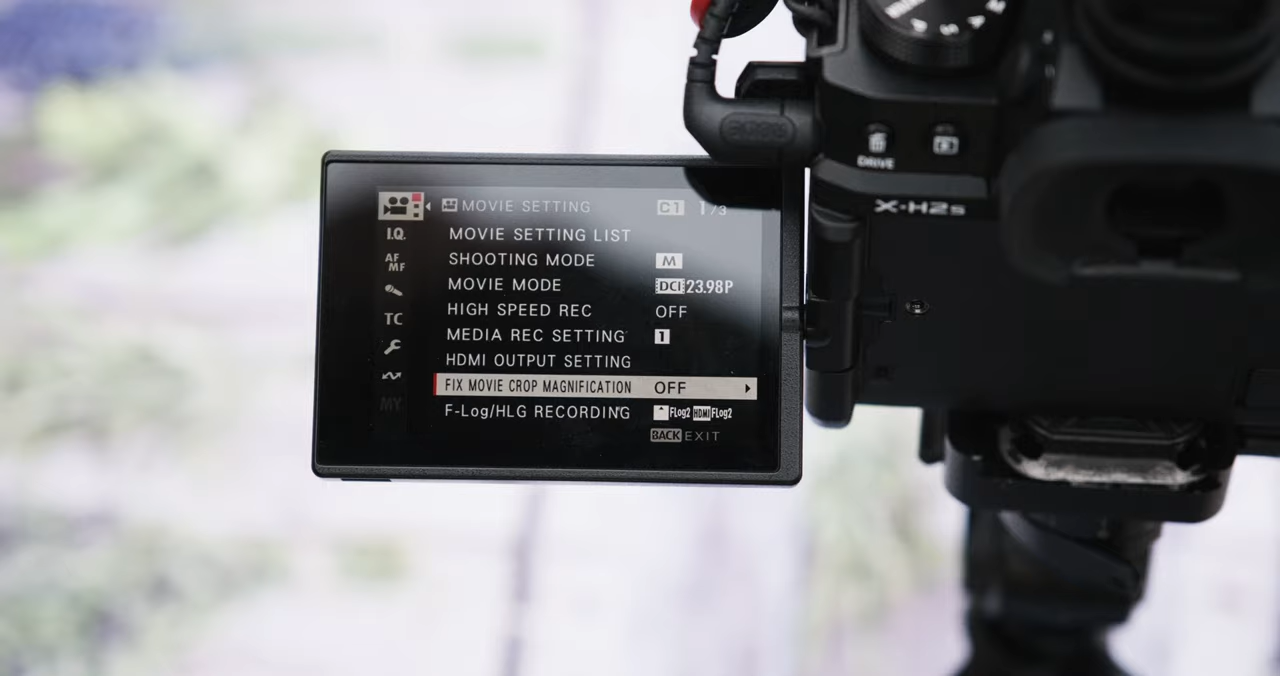 DRIVE
X-H2S
MOVIE SETTING C1 1/3
I.Q. MOVIE SETTING LIST
AF MF SHOOTING MODE M
MOVIE MODE DCI 23.98P
HIGH SPEED REC OFF
TC MEDIA REC SETTING 1
HDMI OUTPUT SETTING
FIX MOVIE CROP MAGNIFICATION OFF
MY F-Log/HLG RECORDING FLog2 HDMI FLog2
BACK EXIT